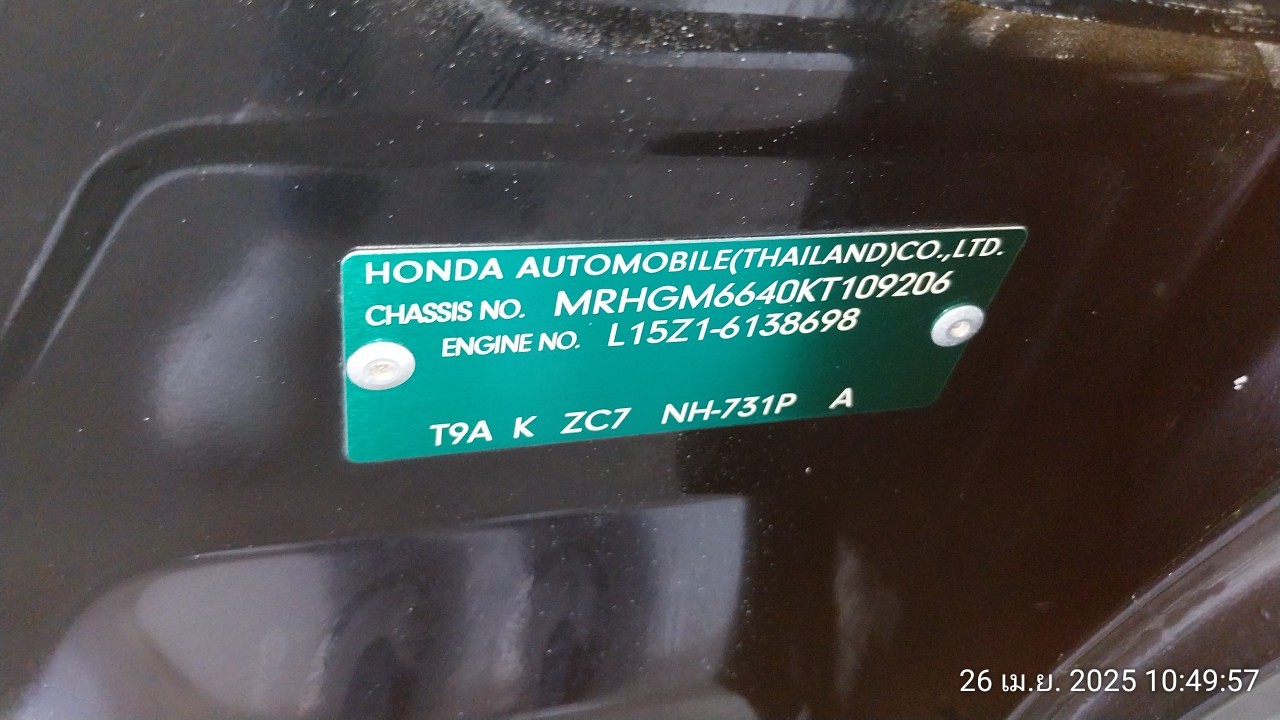 HONDA AUTOMOBILE(THAILAND)CO.,LTD.
CHASSIS NO. MRHGM6640KT109206
ENGINE NO. L15Z1-6138698
T9A K ZC7 NH-731P A
26 เม.ย. 2025 10:49:57